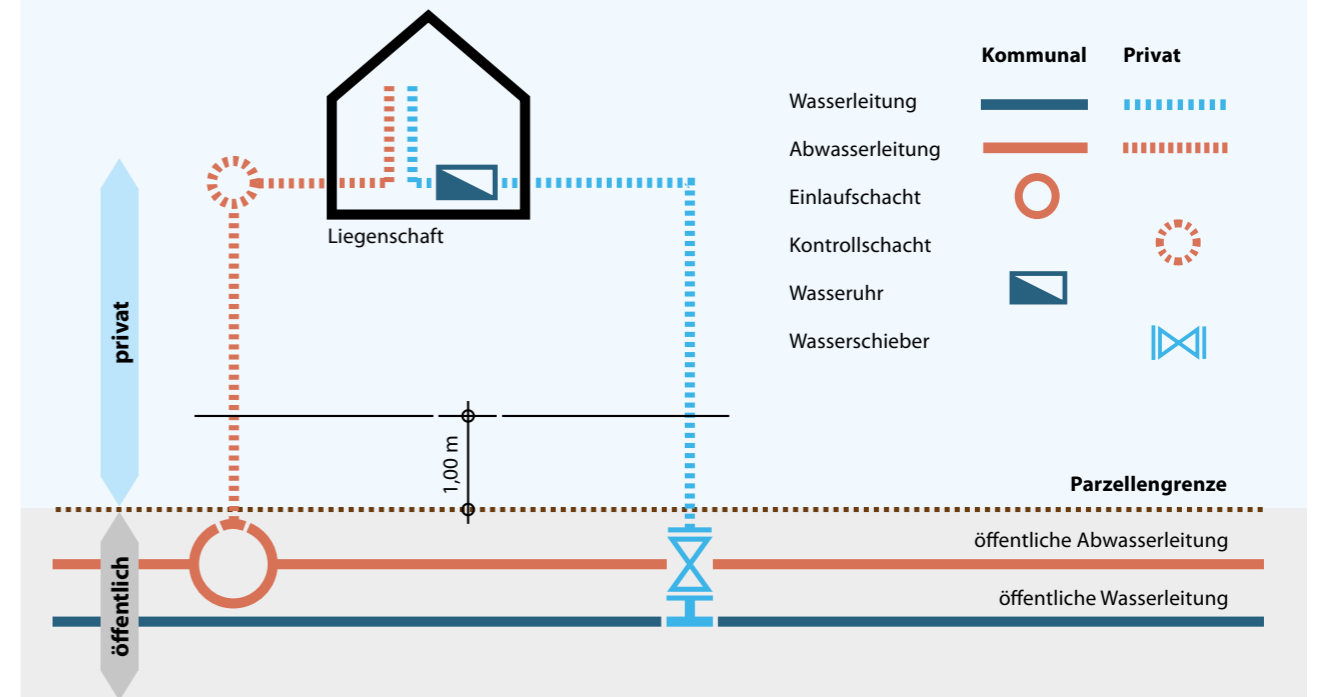 Kommunal Privat
Wasserleitung
Abwasserleitung
Einlaufschacht
Kontrollschacht
Wasseruhr
Wasserschieber
Liegenschaft
privat
1,00 m
Parzellengrenze
öffentliche Abwasserleitung
öffentliche Wasserleitung
öffentlich